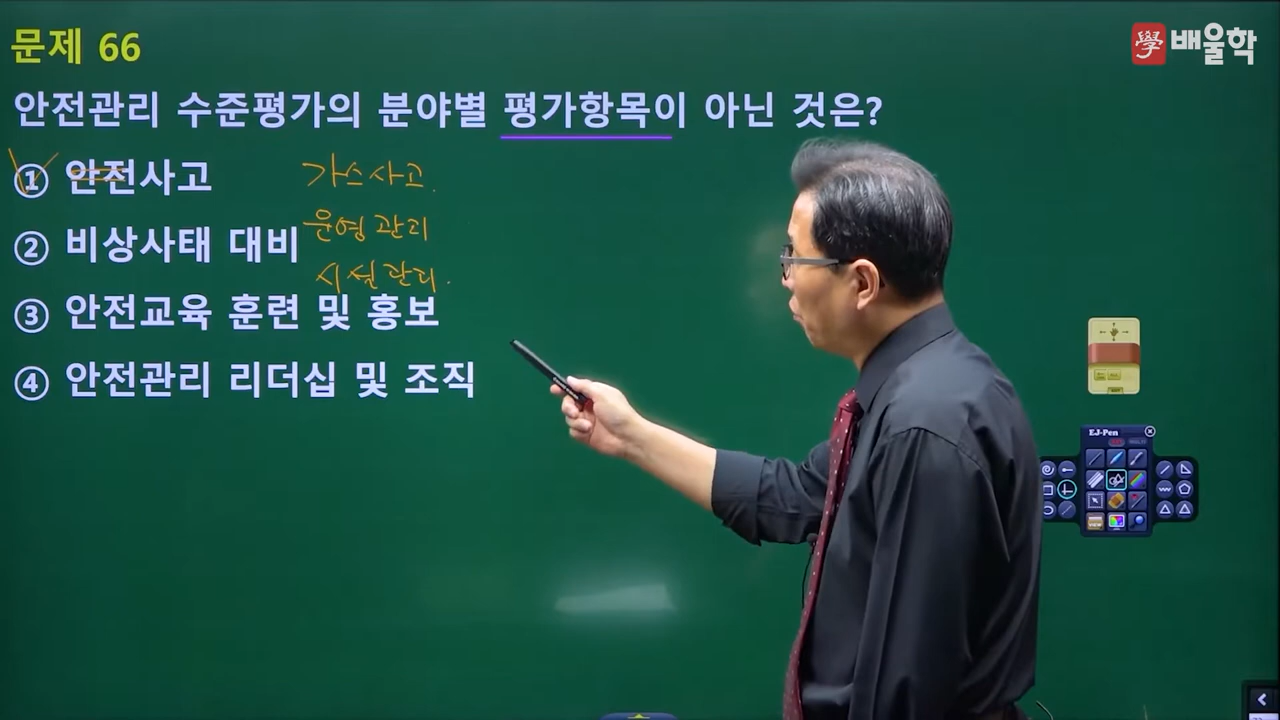 문제 66
學 배울학
안전관리 수준평가의 분야별 평가항목이 아닌 것은?
① 안전사고
가스사고.
② 비상사태 대비
운영관리
시설관리.
③ 안전교육 훈련 및 홍보
④ 안전관리 리더십 및 조직
EJ-Pen